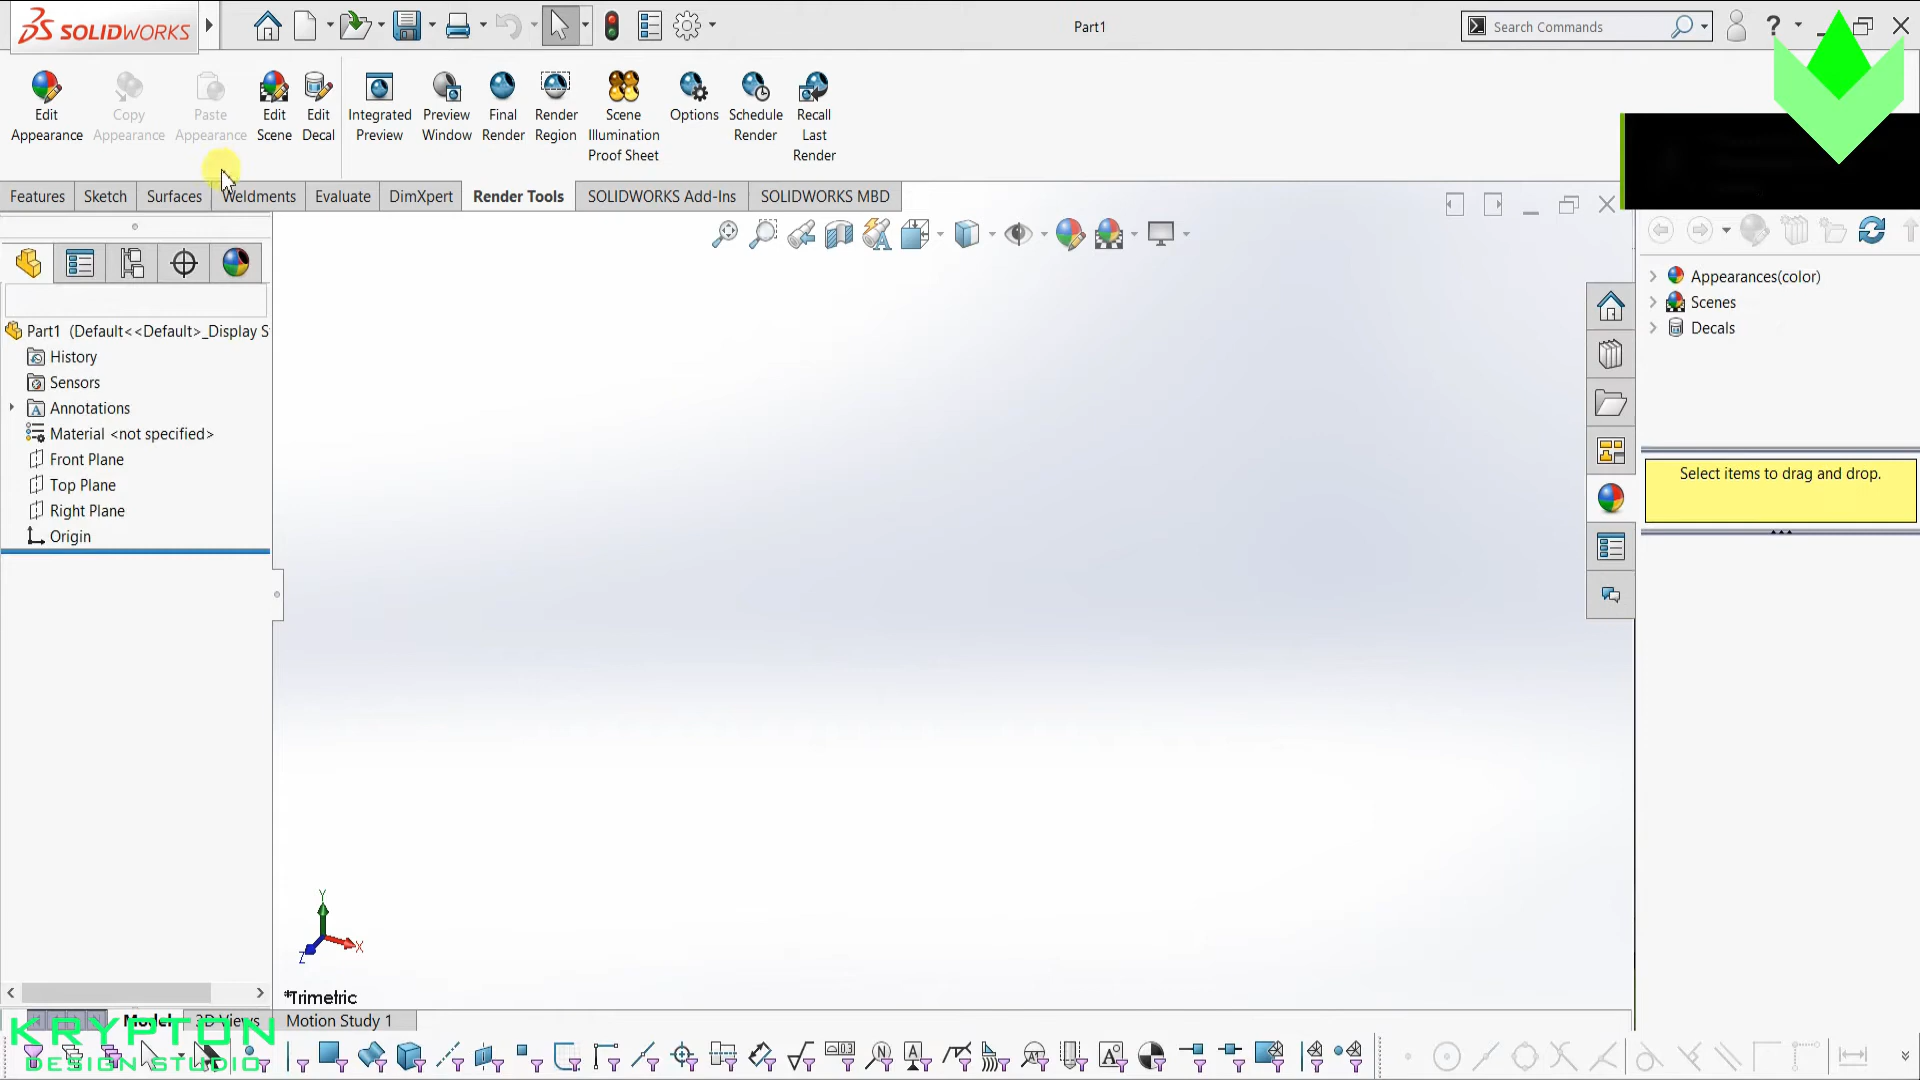 SOLIDWORKS
Part1
Search Commands
?
Edit Appearance
Copy Appearance
Paste Appearance
Edit Scene
Edit Decal
Integrated Preview
Preview Window
Final Render
Render Region
Scene Illumination Proof Sheet
Options
Schedule Render
Recall Last Render
Features
Sketch
Surfaces
Weldments
Evaluate
DimXpert
Render Tools
SOLIDWORKS Add-Ins
SOLIDWORKS MBD
Part1 (Default<<Default>_Display S
History
Sensors
Annotations
Material <not specified>
Front Plane
Top Plane
Right Plane
Origin
Appearances(color)
Scenes
Decals
Select items to drag and drop.
Y
X
Z
*Trimetric
Model
3D Views
Motion Study 1
KRYPTON
DESIGN STUDIO